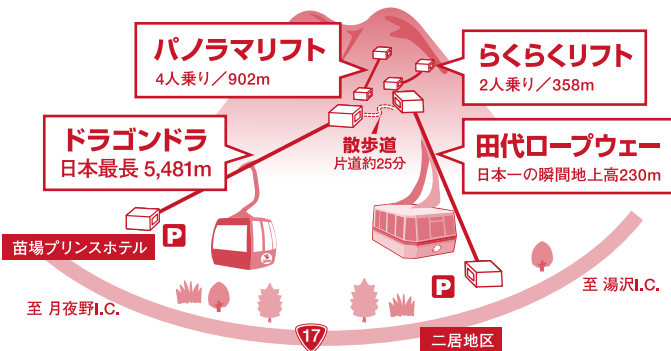 パノラマリフト
4人乗り／902m
らくらくリフト
2人乗り／358m
ドラゴンドラ
日本最長 5,481m
散歩道
片道約25分
田代ロープウェー
日本一の瞬間地上高230m
P
苗場プリンスホテル
P
至 月夜野I.C.
至 湯沢I.C.
17
二居地区